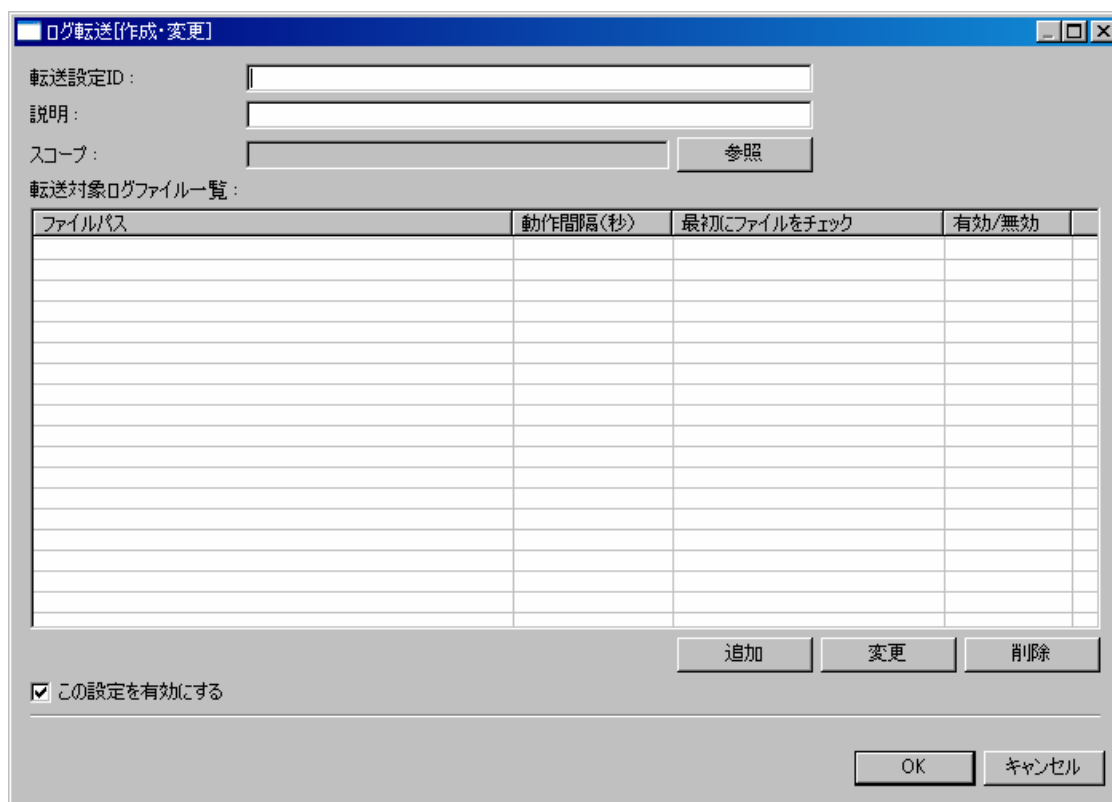 ログ転送[作成・変更]
転送設定ID :
説明 :
スコープ :
参照
転送対象ログファイル一覧 :
ファイルパス 動作間隔(秒) 最初にファイルをチェック 有効/無効
追加 変更 削除
この設定を有効にする
OK キャンセル